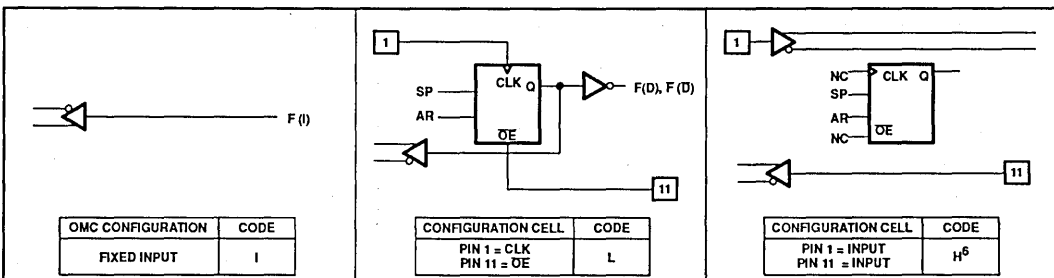 F (I)
OMC CONFIGURATION CODE
FIXED INPUT I
1
CLK Q
SP
AR
OE
F(D), F (D)
11
CONFIGURATION CELL CODE
PIN 1 = CLK
PIN 11 = OE
L
1
NC CLK Q
SP
AR
NC OE
11
CONFIGURATION CELL CODE
PIN 1 = INPUT
PIN 11 = INPUT
H6